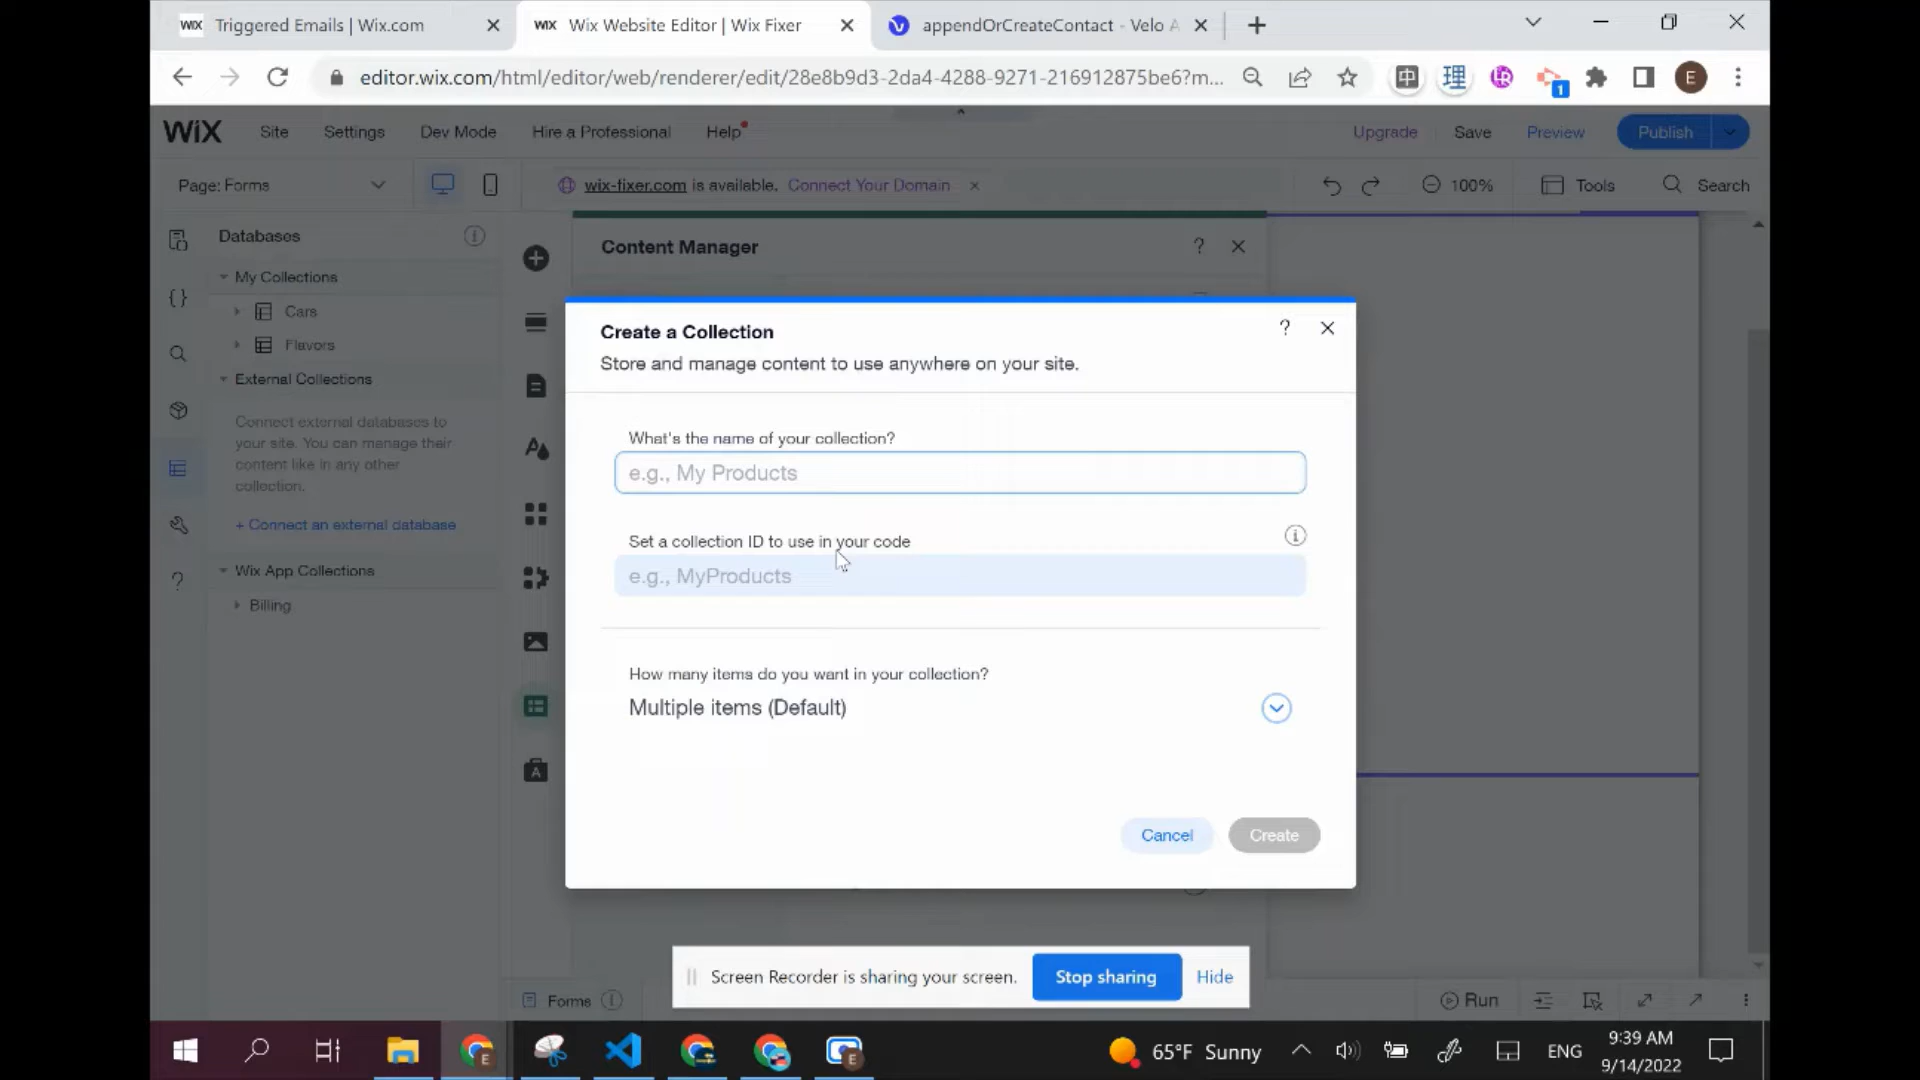 WIX Triggered Emails | Wix.com
WIX Wix Website Editor | Wix Fixer
appendOrCreateContact - Velo A
editor.wix.com/html/editor/web/renderer/edit/28e8b9d3-2da4-4288-9271-216912875be6?m...
中 理 LR 1 E
WIX Site Settings Dev Mode Hire a Professional Help Upgrade Save Preview Publish
Page: Forms wix-fixer.com is available. Connect Your Domain 100% Tools Search
Databases
My Collections
Cars
Flavors
External Collections
Connect external databases to
your site. You can manage their
content like in any other
collection.
+ Connect an external database
Wix App Collections
Billing
Content Manager ?
Create a Collection ?
Store and manage content to use anywhere on your site.
What's the name of your collection?
e.g., My Products
Set a collection ID to use in your code
e.g., MyProducts
How many items do you want in your collection?
Multiple items (Default)
Cancel Create
Screen Recorder is sharing your screen. Stop sharing Hide
Forms Run
65°F Sunny ENG 9:39 AM
9/14/2022